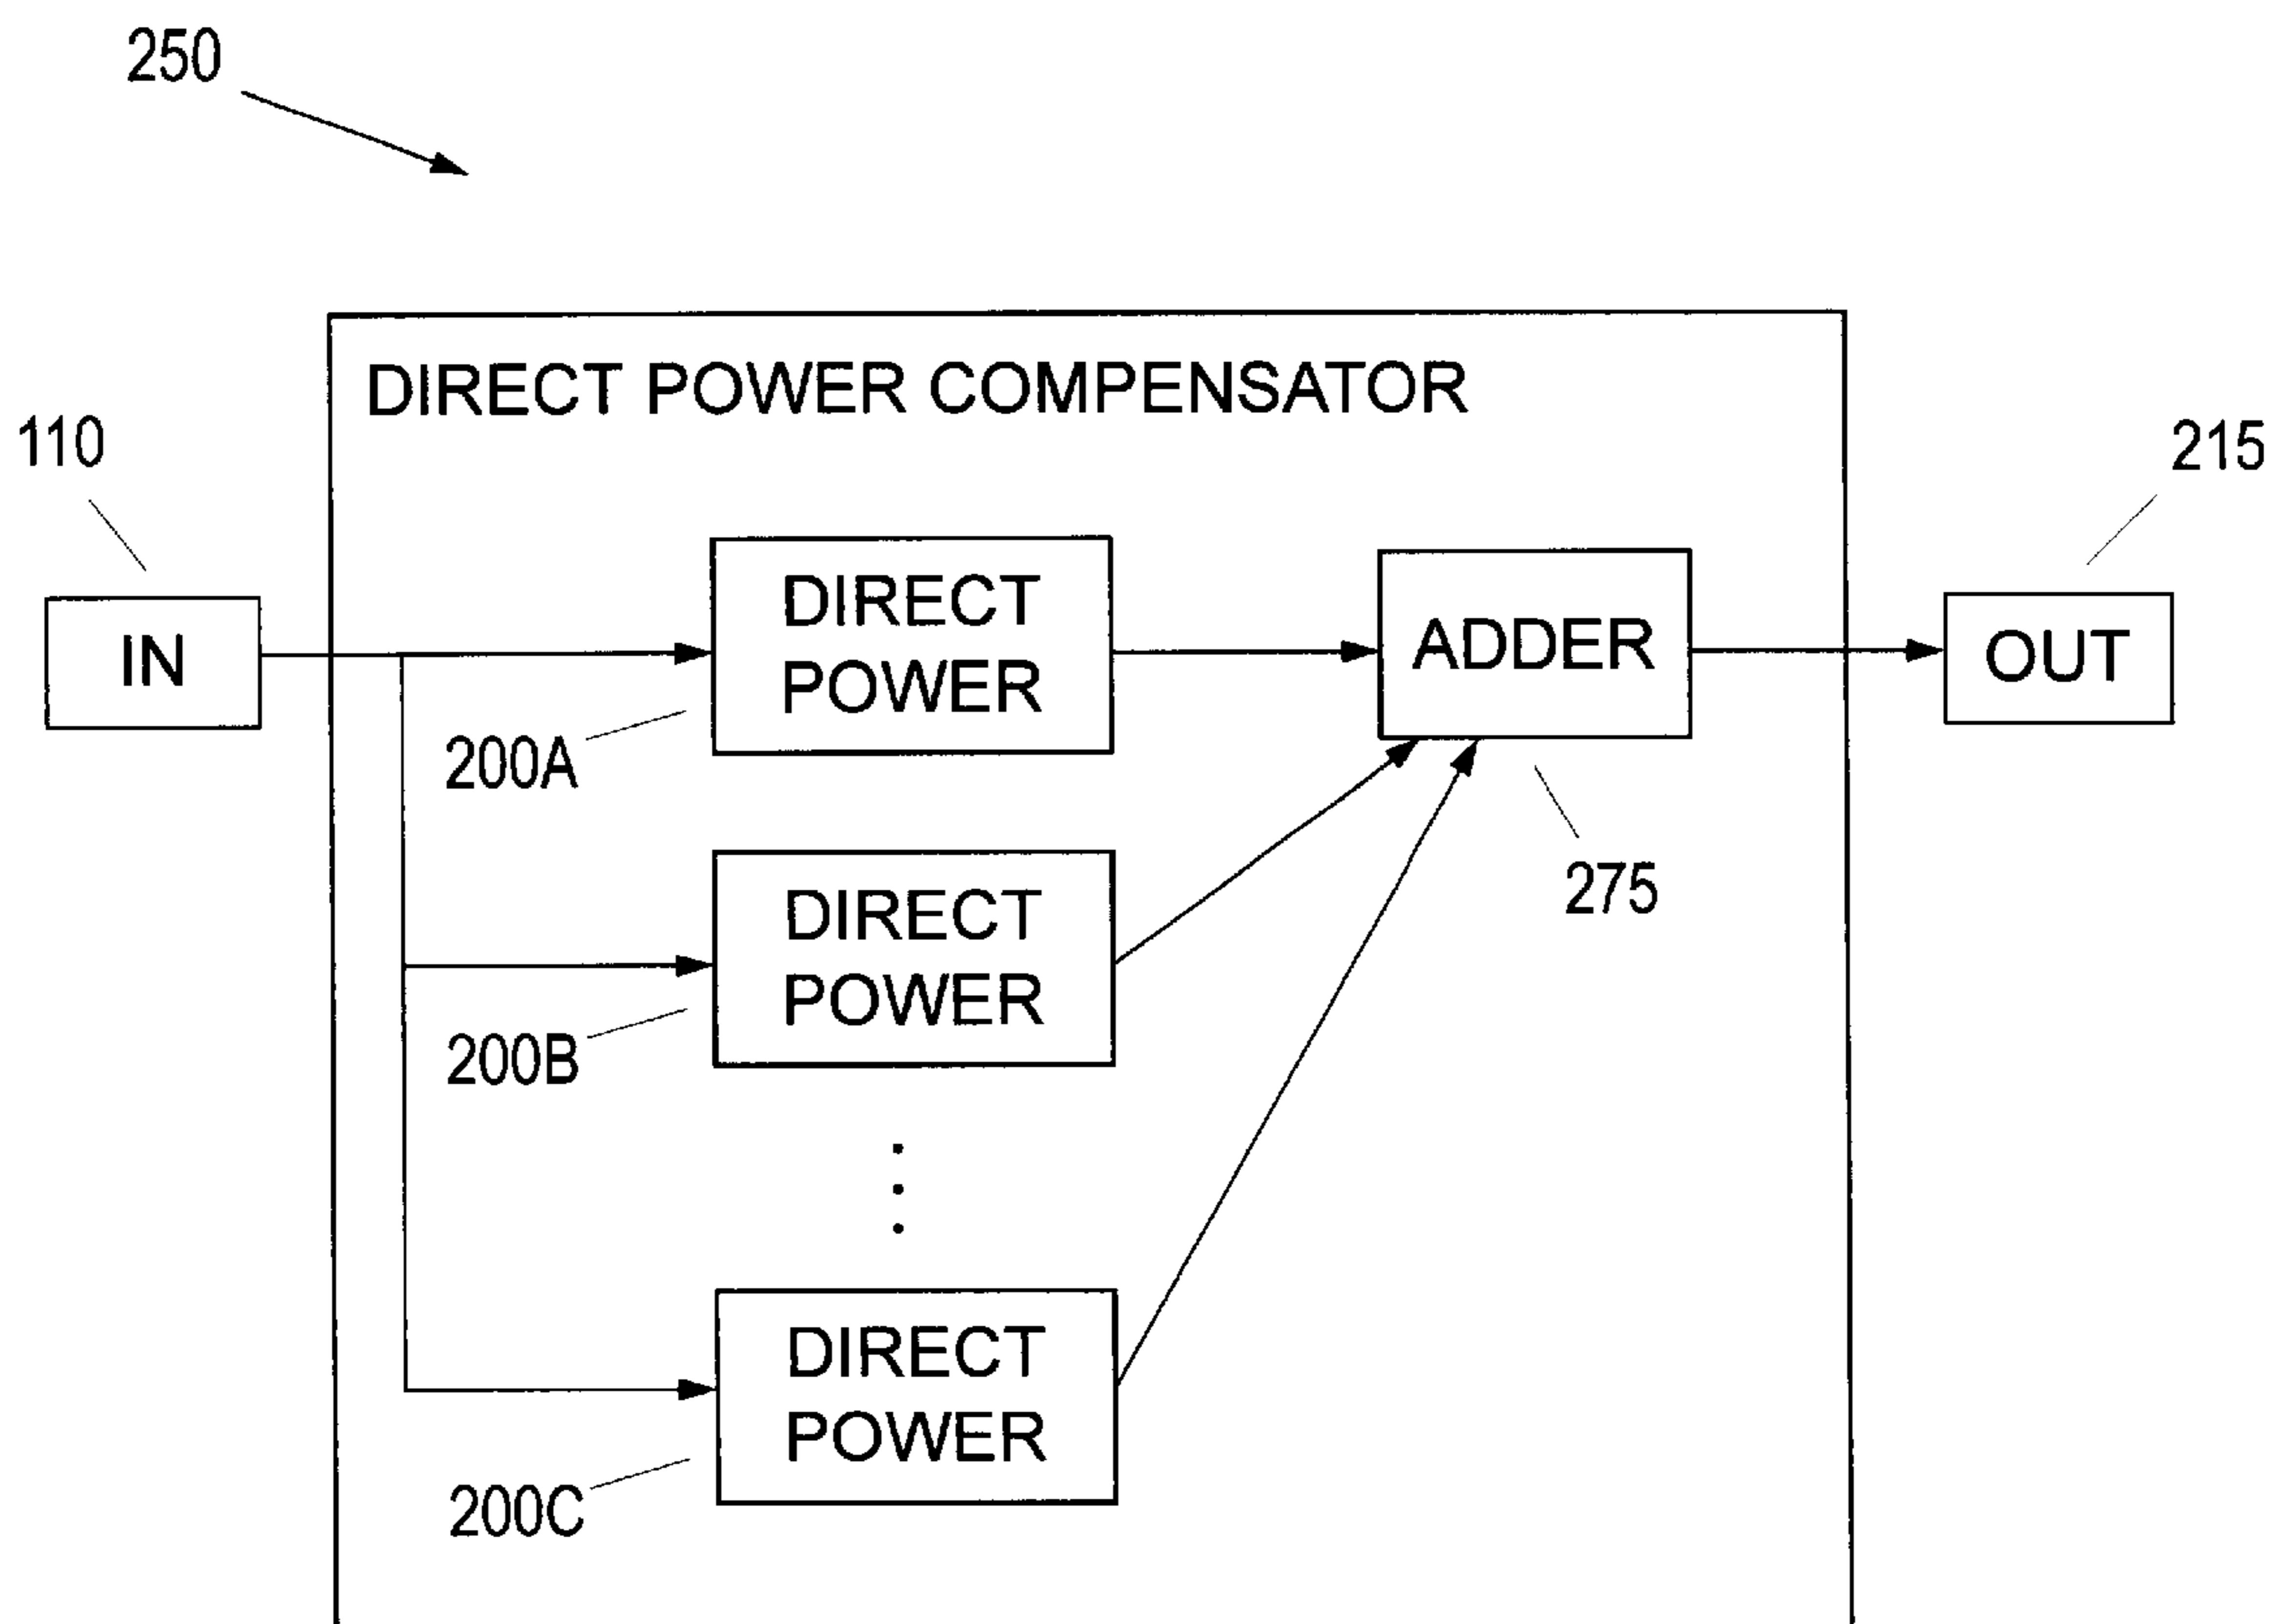 250
DIRECT POWER COMPENSATOR
110
215
IN
DIRECT
POWER
ADDER
OUT
200A
275
DIRECT
POWER
200B
DIRECT
POWER
200C